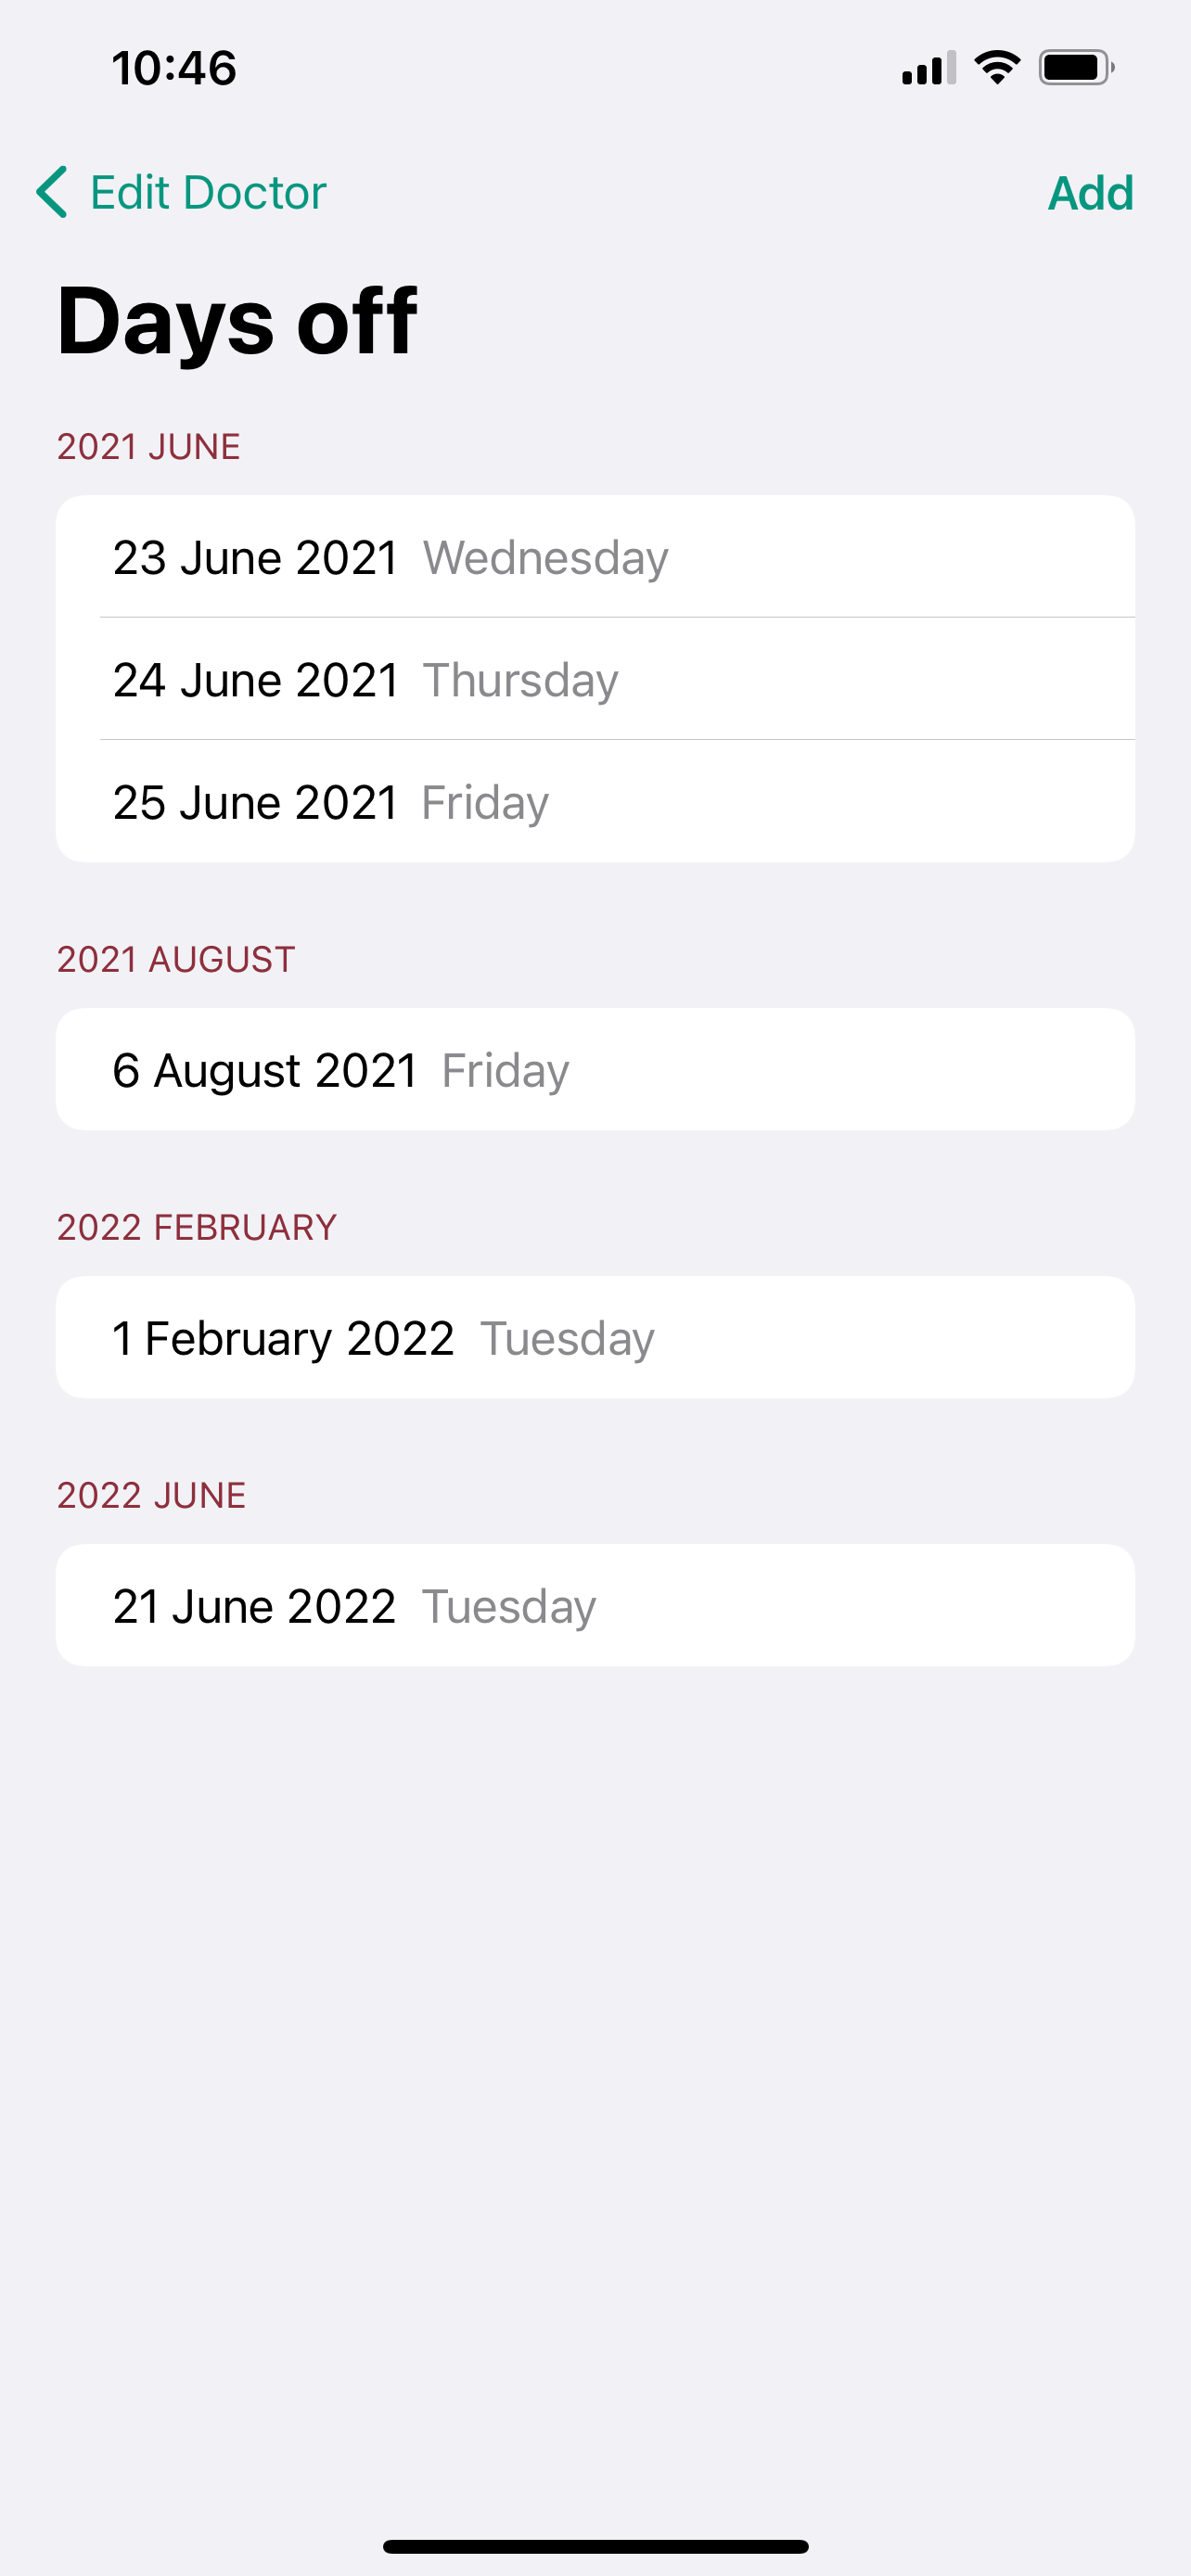 10:46
Edit Doctor
Add
Days off
2021 JUNE
23 June 2021 Wednesday
24 June 2021 Thursday
25 June 2021 Friday
2021 AUGUST
6 August 2021 Friday
2022 FEBRUARY
1 February 2022 Tuesday
2022 JUNE
21 June 2022 Tuesday